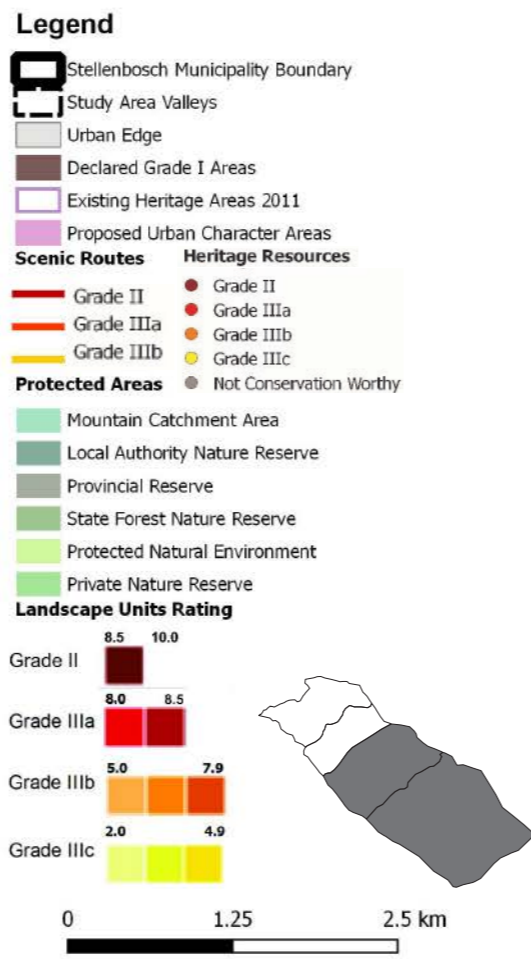 Legend
Stellenbosch Municipality Boundary
Study Area Valleys
Urban Edge
Declared Grade I Areas
Existing Heritage Areas 2011
Proposed Urban Character Areas
Scenic Routes
Grade II
Grade IIIa
Grade IIIb
Heritage Resources
Grade II
Grade IIIa
Grade IIIb
Grade IIIc
Not Conservation Worthy
Protected Areas
Mountain Catchment Area
Local Authority Nature Reserve
Provincial Reserve
State Forest Nature Reserve
Protected Natural Environment
Private Nature Reserve
Landscape Units Rating
8.5 10.0
Grade II
8.0 8.5
Grade IIIa
5.0 7.9
Grade IIIb
2.0 4.9
Grade IIIc
0 1.25 2.5 km